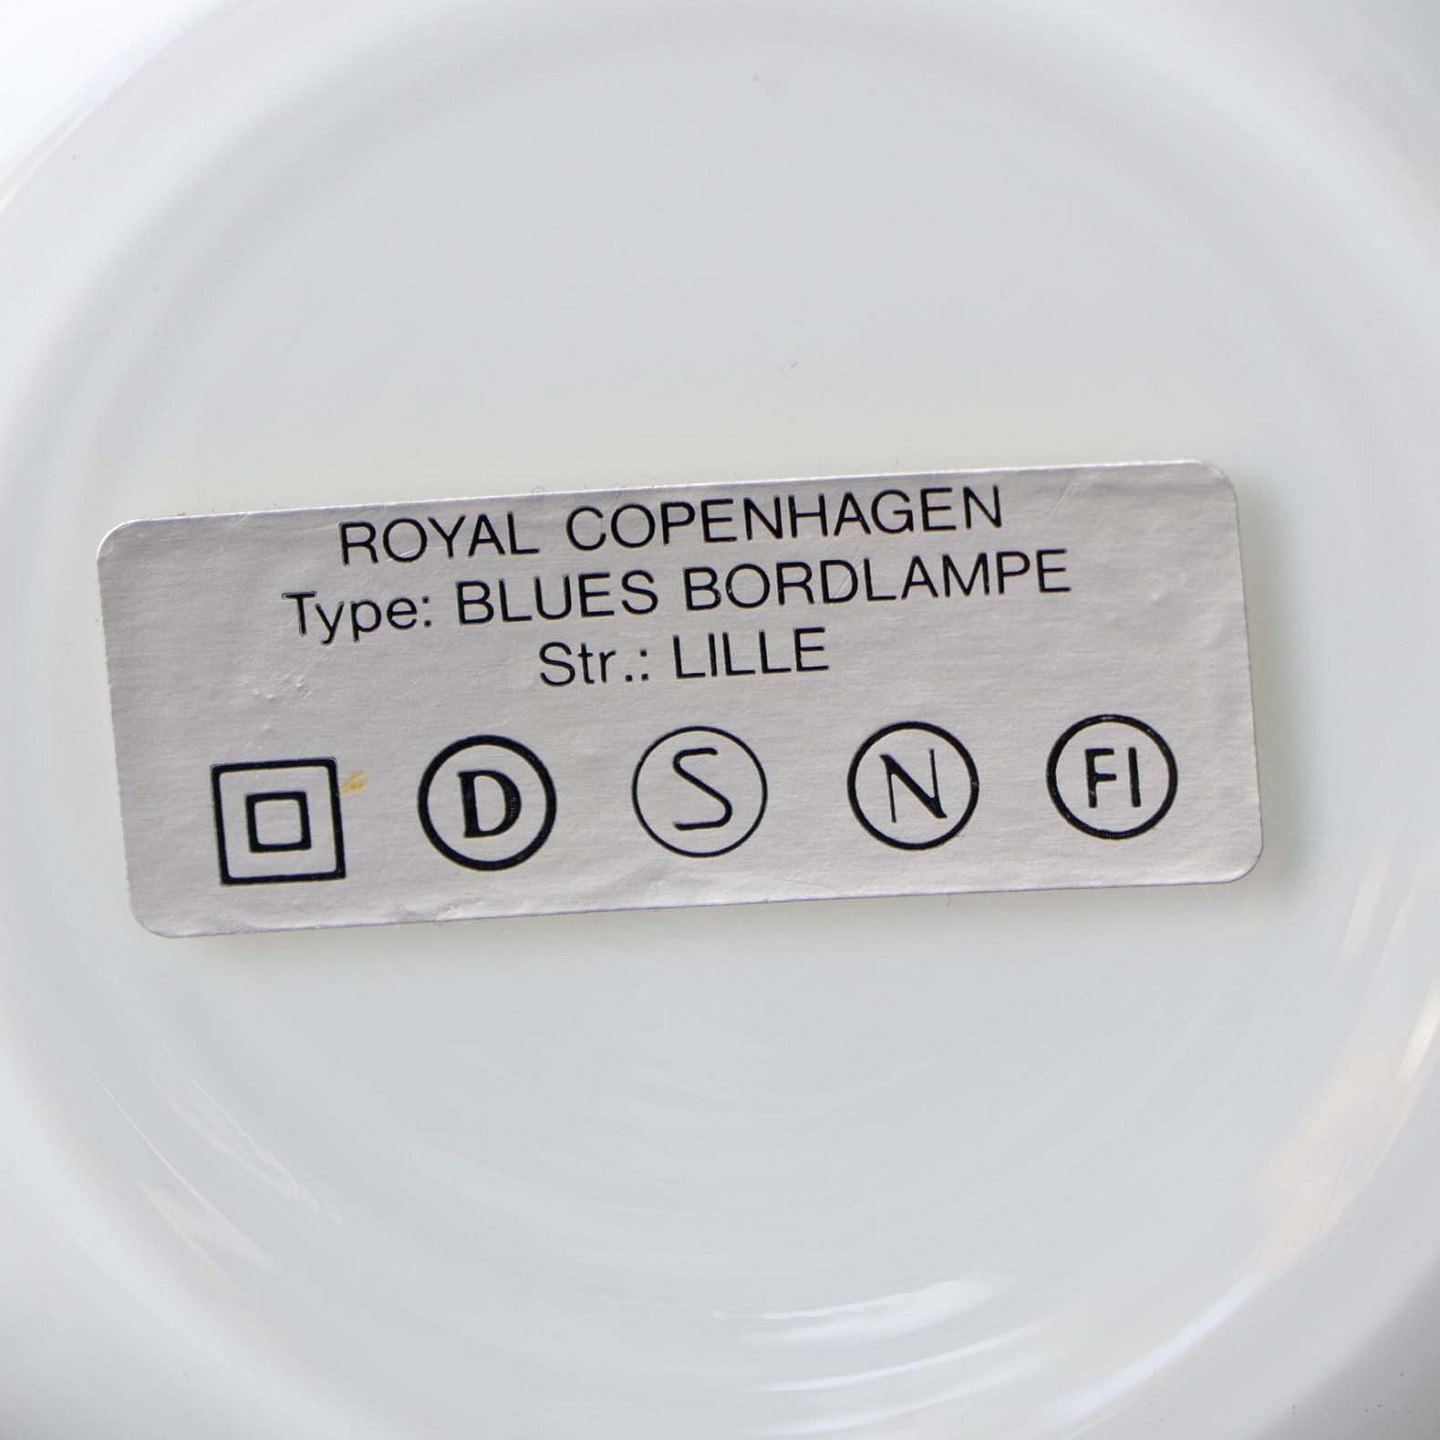 ROYAL COPENHAGEN
Type: BLUES BORDLAMPE
Str.: LILLE
D S N FI